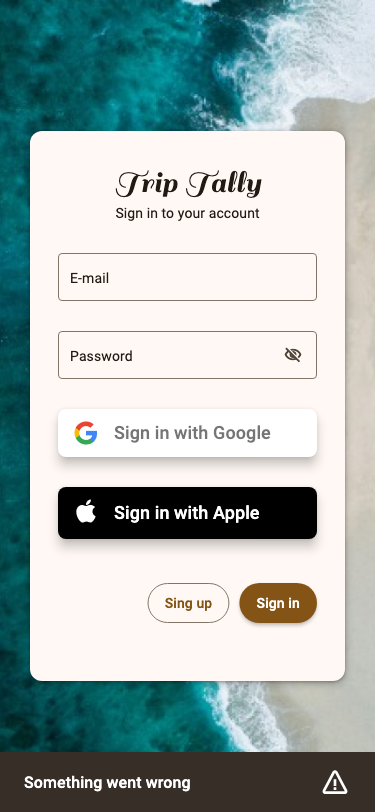 Trip Tally
Sign in to your account
E-mail
Password
Sign in with Google
Sign in with Apple
Sing up
Sign in
Something went wrong